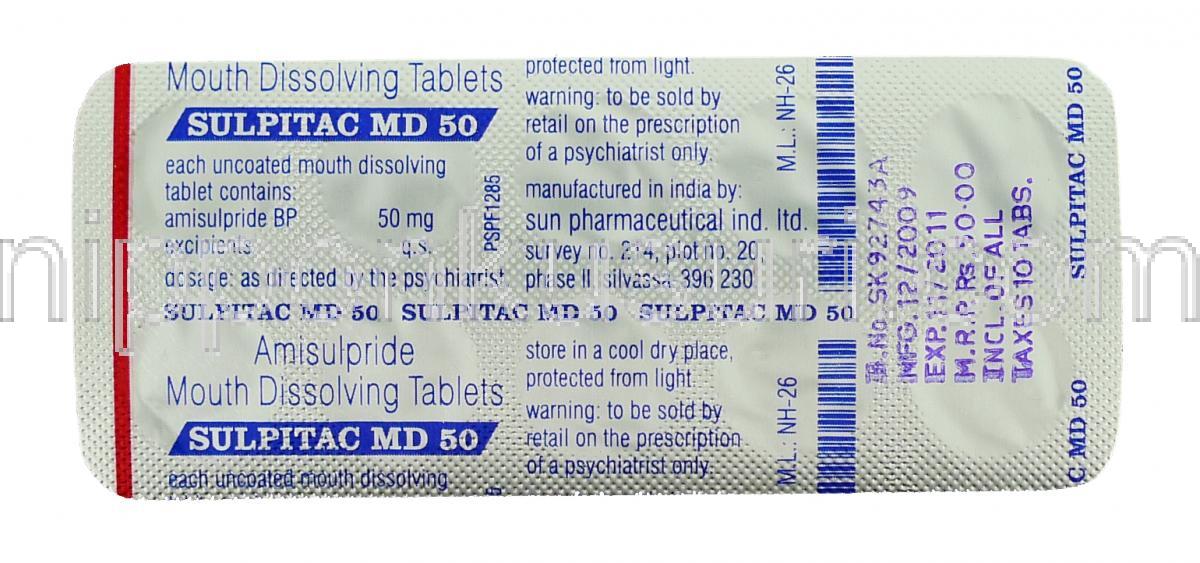 Mouth Dissolving Tablets
SULPITAC MD 50
each uncoated mouth dissolving
tablet contains:
amisulpride BP 50 mg
excipients q.s.
dosage: as directed by the psychiatrist.
PSPF1285
protected from light.
warning: to be sold by
retail on the prescription
of a psychiatrist only.
manufactured in india by:
sun pharmaceutical ind. ltd.
survey no. 214, plot no. 20,
phase II, silvassa 396 230
M.L.: NH-26
SULPITAC MD 50 SULPITAC MD 50 SULPITAC MD 50
Amisulpride
Mouth Dissolving Tablets
SULPITAC MD 50
each uncoated mouth dissolving
store in a cool dry place,
protected from light.
warning: to be sold by
retail on the prescription
of a psychiatrist only.
M.L.: NH-26
B.No.SK92743A
MFG.12/2009
EXP.11/2011
M.R.P.Rs.50.00
INCL.OF ALL
TAXES 10 TABS.
SULPITAC MD 50
C MD 50